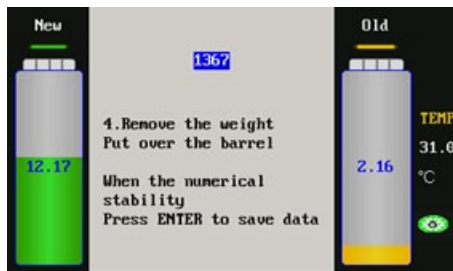 New
1367
Old
4.Remove the weight
Put over the barrel
TEMP
31.0
12.17
2.16
°C
When the numerical
stability
Press ENTER to save data